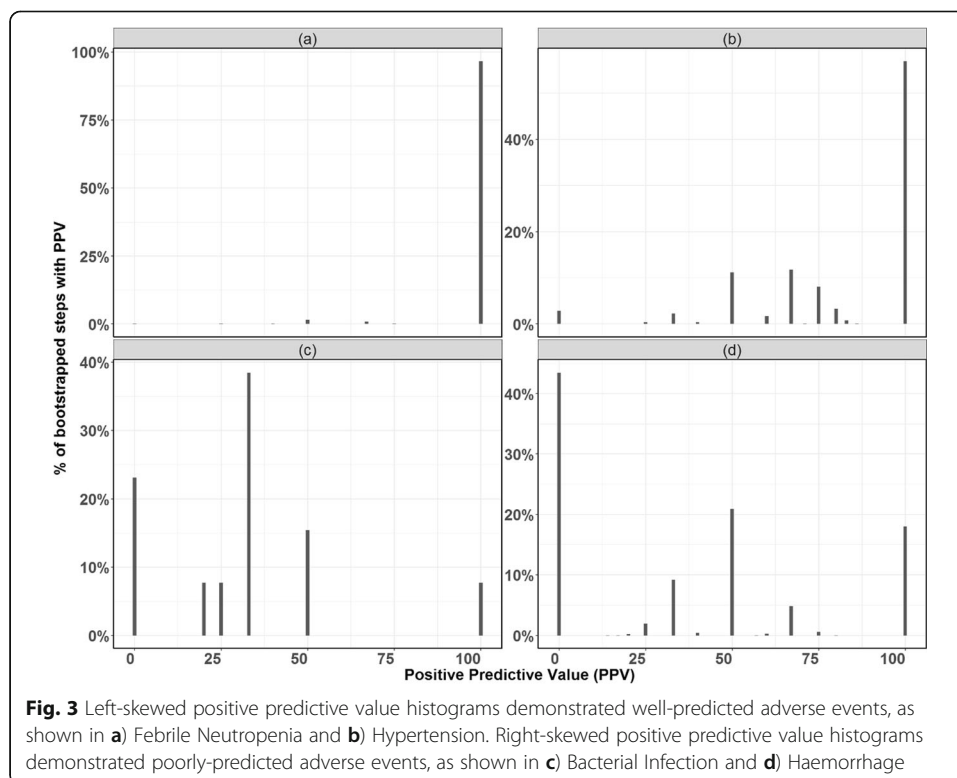 (a)
(b)
100%
75%
50%
25%
0%
40%
20%
0%
(c)
(d)
40%
30%
20%
10%
0%
40%
30%
20%
10%
0%
% of bootstrapped steps with PPV
0 25 50 75 100
0 25 50 75 100
Positive Predictive Value (PPV)
Fig. 3 Left-skewed positive predictive value histograms demonstrated well-predicted adverse events, as
shown in a) Febrile Neutropenia and b) Hypertension. Right-skewed positive predictive value histograms
demonstrated poorly-predicted adverse events, as shown in c) Bacterial Infection and d) Haemorrhage